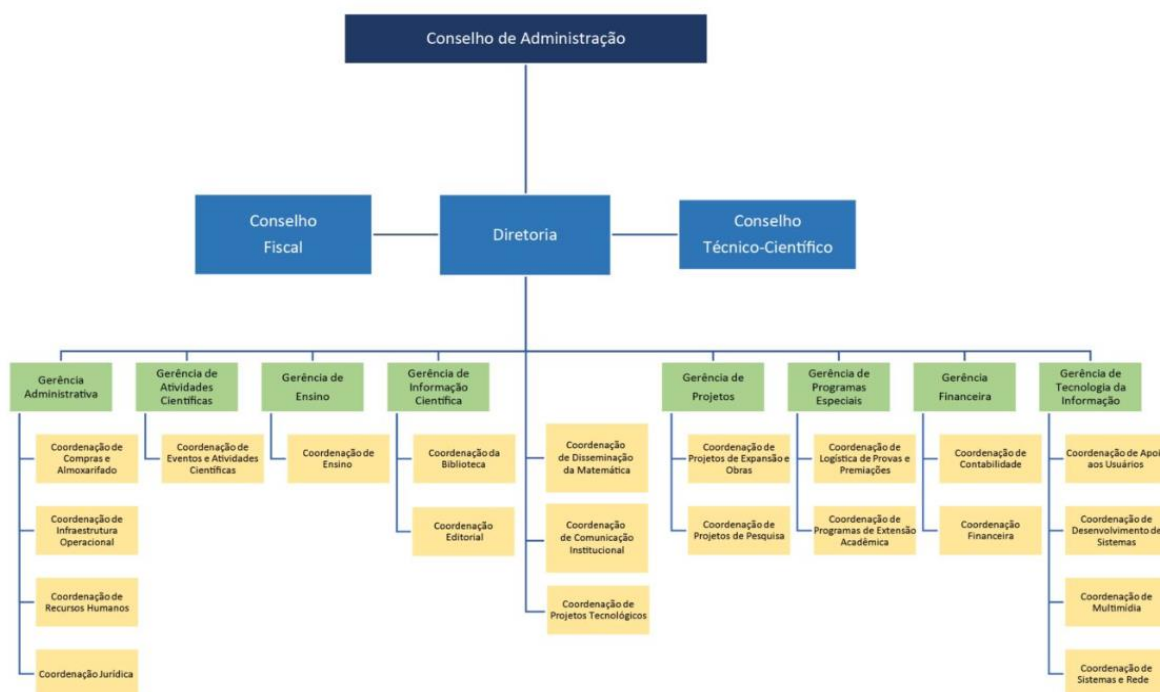 Conselho de Administração
Conselho
Fiscal
Diretoria
Conselho
Técnico-Científico
Gerência
Administrativa
Gerência de
Atividades
Científicas
Gerência de
Ensino
Gerência de
Informação
Científica
Gerência de
Projetos
Gerência de
Programas
Especiais
Gerência
Financeira
Gerência de
Tecnologia da
Informação
Coordenação de
Compras e
Almoxarifado
Coordenação de
Infraestrutura
Operacional
Coordenação de
Recursos Humanos
Coordenação Jurídica
Coordenação de
Eventos e Atividades
Científicas
Coordenação de
Ensino
Coordenação da
Biblioteca
Coordenação
Editorial
Coordenação
de Disseminação
da Matemática
Coordenação
de Comunicação
Institucional
Coordenação de
Projetos Tecnológicos
Coordenação de
Projetos de Expansão e
Obras
Coordenação de
Projetos de Pesquisa
Coordenação de
Logística de Provas e
Premiações
Coordenação de
Programas de Extensão
Acadêmica
Coordenação de
Contabilidade
Coordenação
Financeira
Coordenação de Apoi
aos Usuários
Coordenação de
Desenvolvimento de
Sistemas
Coordenação de
Multimídia
Coordenação de
Sistemas e Rede